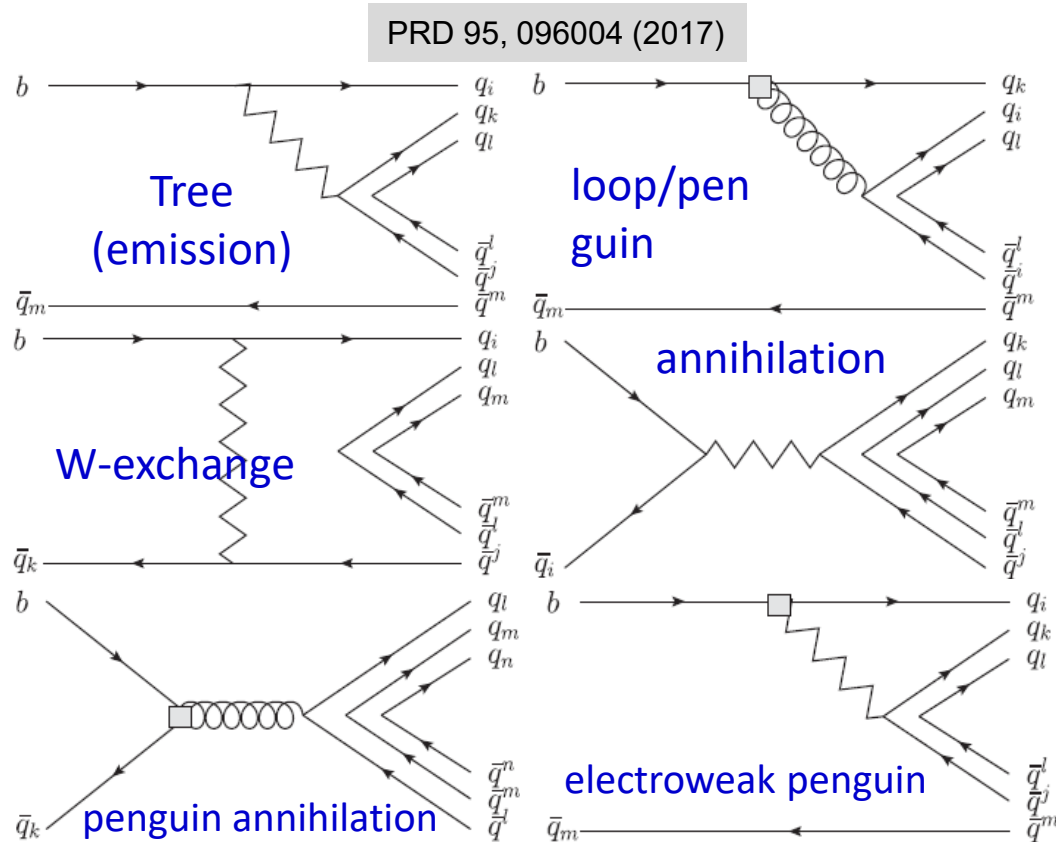 PRD 95, 096004 (2017)
b
q_i
q_k
q_l
Tree
(emission)
q̄^l
q̄^j
q̄_m
q̄^m
b
q_k
q_i
q_l
loop/pen
guin
q̄^l
q̄^i
q̄_m
q̄^m
b
q_i
q_l
q_m
W-exchange
q̄^m
q̄^l
q̄_k
q̄^j
b
annihilation
q_k
q_l
q_m
q̄^m
q̄^l
q̄_i
q̄^j
b
q_l
q_m
q_n
q̄^n
q̄^m
q̄_k
penguin annihilation
q̄^l
b
q_i
q_k
q_l
electroweak penguin
q̄^l
q̄^j
q̄_m
q̄^m